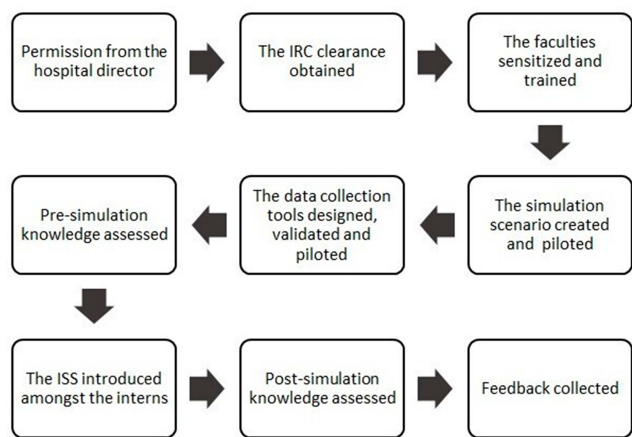 Permission from the
hospital director
The IRC clearance
obtained
The faculties
sensitized and
trained
The simulation
scenario created
and piloted
The data collection
tools designed,
validated and
piloted
Pre-simulation
knowledge assessed
The ISS introduced
amongst the interns
Post-simulation
knowledge assessed
Feedback collected